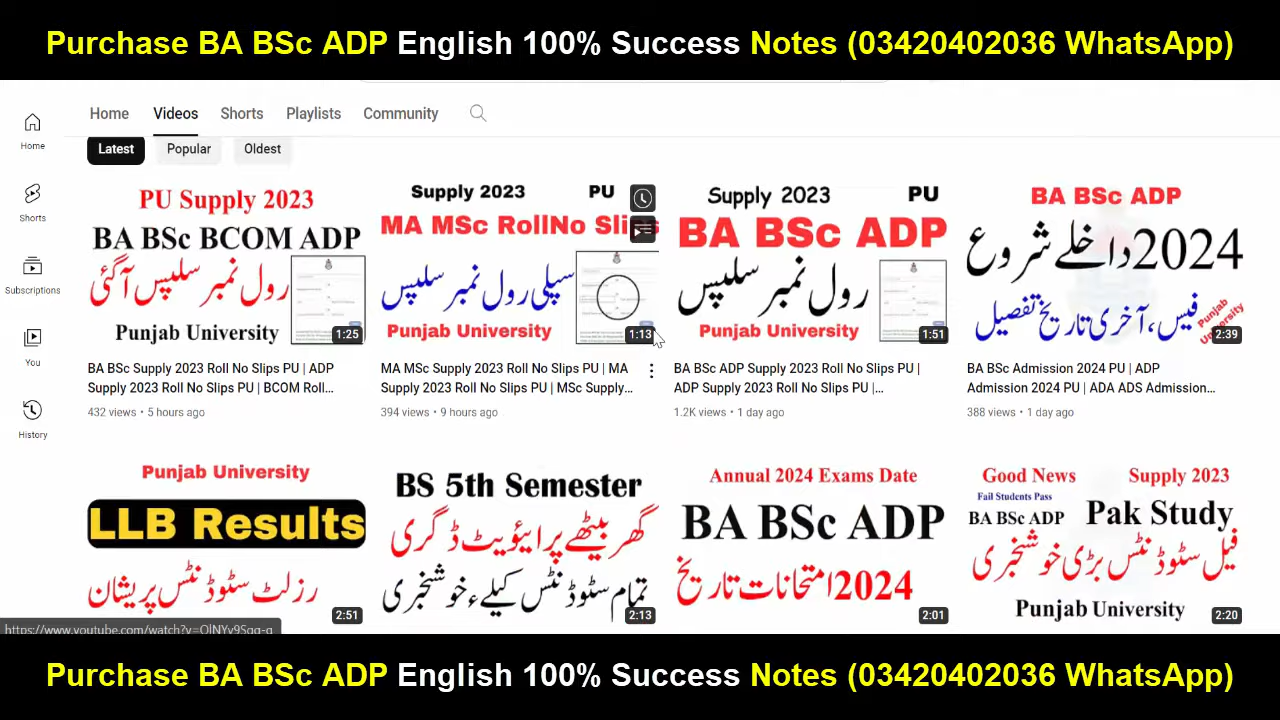 Purchase BA BSc ADP English 100% Success Notes (03420402036 WhatsApp)
Home Videos Shorts Playlists Community
Latest Popular Oldest
Home
Shorts
Subscriptions
You
History
PU Supply 2023
BA BSc BCOM ADP
رول نمبر سلپس آگئی
Punjab University
1:25
BA BSc Supply 2023 Roll No Slips PU | ADP
Supply 2023 Roll No Slips PU | BCOM Roll...
432 views • 5 hours ago
Supply 2023 PU
MA MSc RollNo Slips
سپلی رول نمبر سلپس
Punjab University
1:13
MA MSc Supply 2023 Roll No Slips PU | MA
Supply 2023 Roll No Slips PU | MSc Supply...
394 views • 9 hours ago
Supply 2023 PU
BA BSc ADP
رول نمبر سلپس
Punjab University
1:51
BA BSc ADP Supply 2023 Roll No Slips PU |
ADP Supply 2023 Roll No Slips PU |...
1.2K views • 1 day ago
BA BSc ADP
2024 داخلے شروع
فیس، آخری تاریخ تفصیل
Punjab University
2:39
BA BSc Admission 2024 PU | ADP
Admission 2024 PU | ADA ADS Admission...
388 views • 1 day ago
Punjab University
LLB Results
رزلٹ سٹوڈنٹس پریشان
2:51
BS 5th Semester
گھر بیٹھے پرائیویٹ ڈگری
تمام سٹوڈنٹس کیلۓ خوشخبری
2:13
Annual 2024 Exams Date
BA BSc ADP
2024 امتحانات تاریخ
2:01
Good News Supply 2023
Fail Students Pass
BA BSc ADP Pak Study
فیل سٹوڈنٹس بڑی خوشخبری
Punjab University
2:20
https://www.youtube.com/watch?v=OlNYy9Sqq-g
Purchase BA BSc ADP English 100% Success Notes (03420402036 WhatsApp)